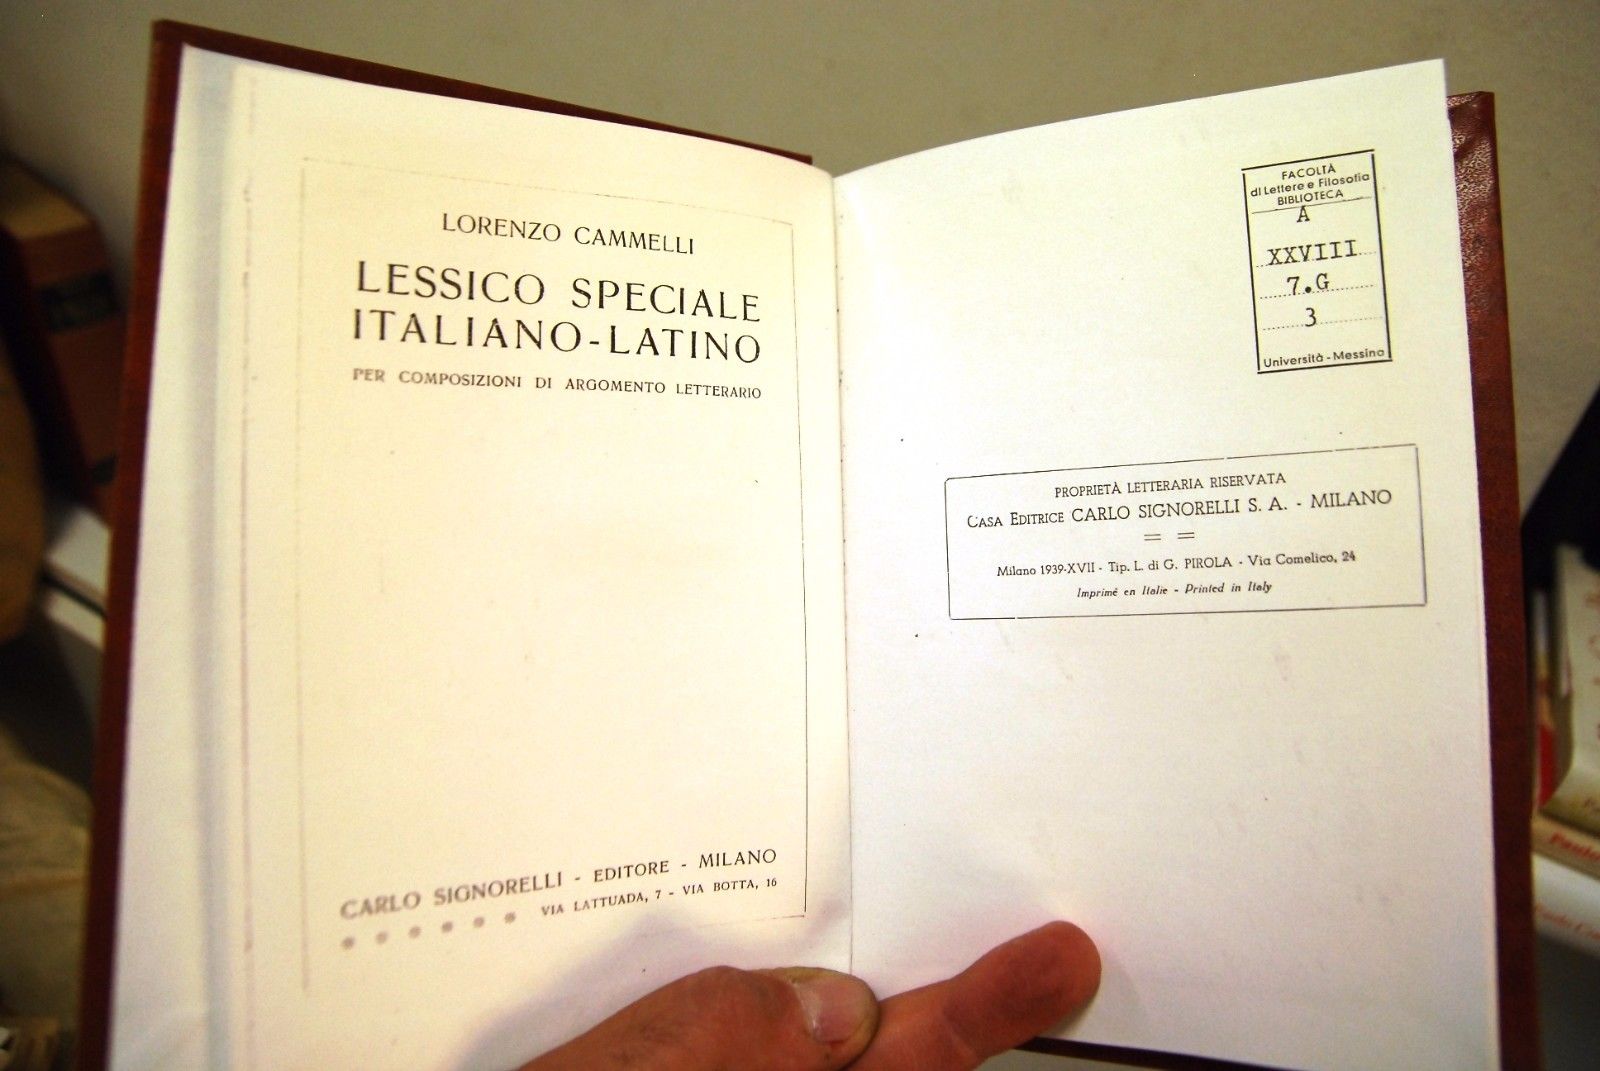 LORENZO CAMMELLI
LESSICO SPECIALE
ITALIANO-LATINO
PER COMPOSIZIONI DI ARGOMENTO LETTERARIO
CARLO SIGNORELLI - EDITORE - MILANO
VIA LATTUADA, 7 - VIA BOTTA, 16
FACOLTÀ
di Lettere e Filosofia
BIBLIOTECA
A
XXVIII
7.G
3
Università - Messina
PROPRIETÀ LETTERARIA RISERVATA
CASA EDITRICE CARLO SIGNORELLI S. A. - MILANO
Milano 1939-XVII - Tip. L. di G. PIROLA - Via Comelico, 24
Imprimé en Italie - Printed in Italy